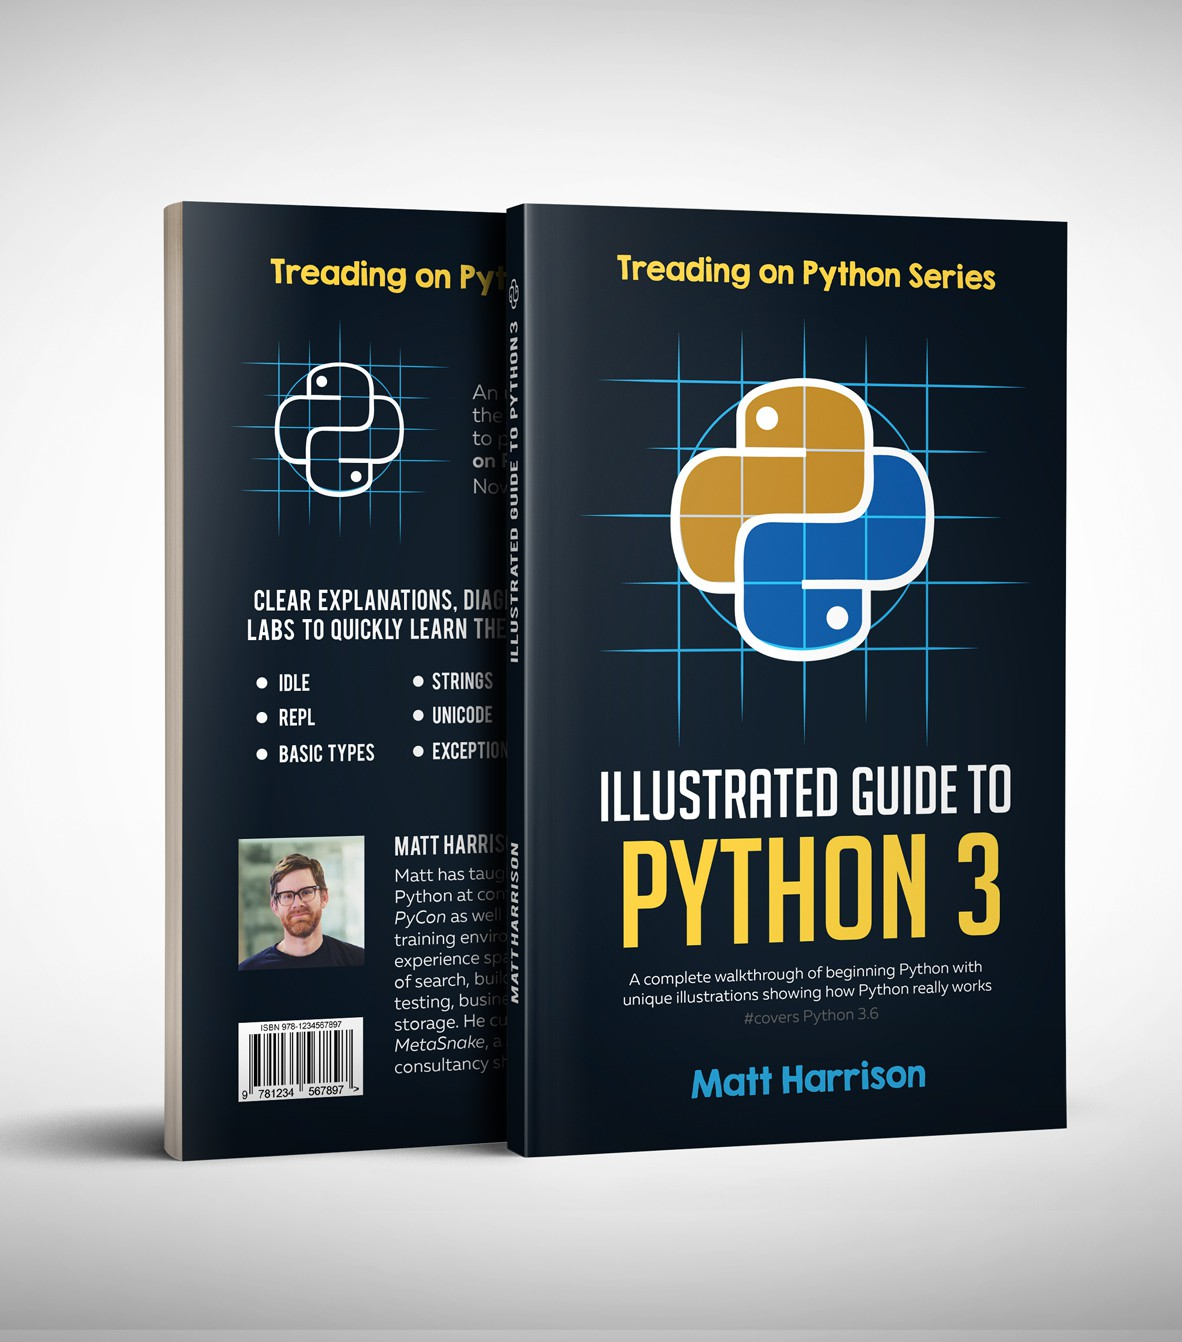 Treading on Pyt
An
the
to p
on P
Nov
CLEAR EXPLANATIONS, DIAG
LABS TO QUICKLY LEARN THE
IDLE
REPL
BASIC TYPES
STRINGS
UNICODE
EXCEPTION
MATT HARRIS
Matt has taug
Python at con
PyCon as well
training enviro
experience spa
of search, buil
testing, busine
storage. He cu
MetaSnake, a
consultancy sh
ISBN 978-1234567897
9 781234 567897 >
ILLUSTRATED GUIDE TO PYTHON 3
MATT HARRISON
Treading on Python Series
ILLUSTRATED GUIDE TO
PYTHON 3
A complete walkthrough of beginning Python with
unique illustrations showing how Python really works
#covers Python 3.6
Matt Harrison